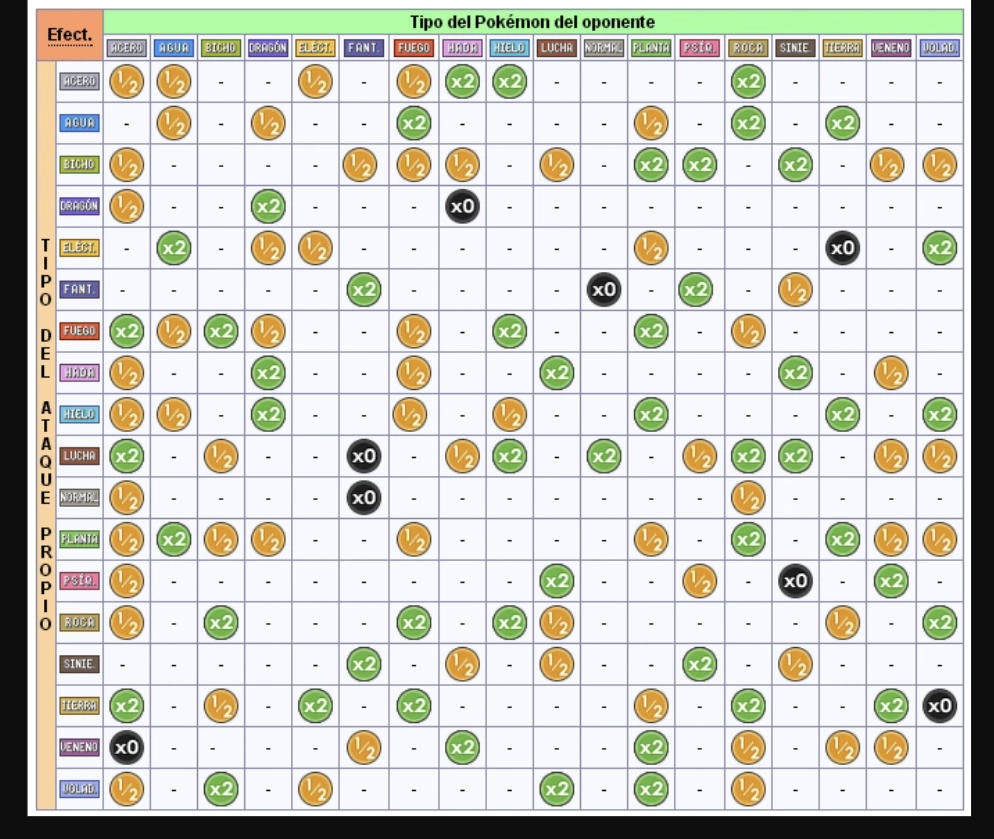 Tipo del Pokémon del oponente
Efect.
ACERO AGUA BICHO DRAGÓN ELÉCT. FANT. FUEGO HADA HIELO LUCHA NORMAL PLANTA PSÍQ. ROCA SINIE. TIERRA VENENO VOLAD.
TIPO DEL ATAQUE PROPIO
ACERO 1/2 1/2 - - 1/2 - 1/2 x2 x2 - - - - x2 - - - -
AGUA - 1/2 - 1/2 - - x2 - - - - 1/2 - x2 - x2 - -
BICHO 1/2 - - - - 1/2 1/2 1/2 - 1/2 - x2 x2 - x2 - 1/2 1/2
DRAGÓN 1/2 - - x2 - - - x0 - - - - - - - - - -
ELÉCT. - x2 - 1/2 1/2 - - - - - - 1/2 - - - x0 - x2
FANT. - - - - - x2 - - - - x0 - x2 - 1/2 - - -
FUEGO x2 1/2 x2 1/2 - - 1/2 - x2 - - x2 - 1/2 - - - -
HADA 1/2 - - x2 - - 1/2 - - x2 - - - - x2 - 1/2 -
HIELO 1/2 1/2 - x2 - - 1/2 - 1/2 - - x2 - - - x2 - x2
LUCHA x2 - 1/2 - - x0 - 1/2 x2 - x2 - 1/2 x2 x2 - 1/2 1/2
NORMAL 1/2 - - - - x0 - - - - - - - 1/2 - - - -
PLANTA 1/2 x2 1/2 1/2 - - 1/2 - - - - 1/2 - x2 - x2 1/2 1/2
PSÍQ. 1/2 - - - - - - - - x2 - - 1/2 - x0 - x2 -
ROCA 1/2 - x2 - - - x2 - x2 1/2 - - - - - 1/2 - x2
SINIE. - - - - - x2 - 1/2 - 1/2 - - x2 - 1/2 - - -
TIERRA x2 - 1/2 - x2 - x2 - - - - 1/2 - x2 - - x2 x0
VENENO x0 - - - - 1/2 - x2 - - - x2 - 1/2 - 1/2 1/2 -
VOLAD. 1/2 - x2 - 1/2 - - - - x2 - x2 - 1/2 - - - -